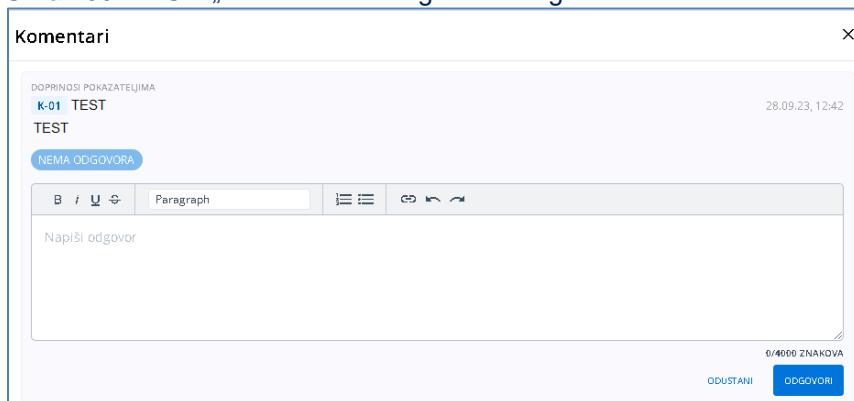 Komentari
DOPRINOSI POKAZATELJIMA
K-01 TEST
28.09.23, 12:42
TEST
NEMA ODGOVORA
B i U S Paragraph
Napiši odgovor
0/4000 ZNAKOVA
ODUSTANI ODGOVORI